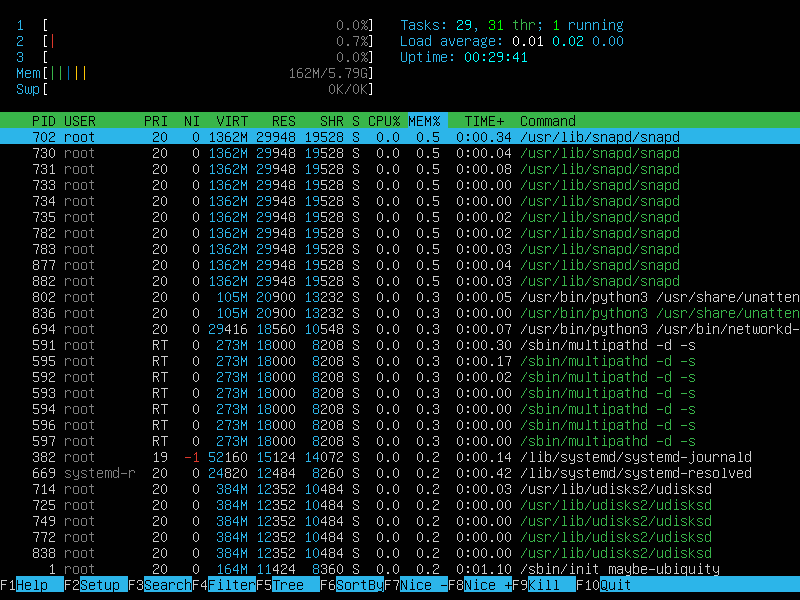 1 [ 0.0%] Tasks: 29, 31 thr; 1 running
2 [| 0.7%] Load average: 0.01 0.02 0.00
3 [ 0.0%] Uptime: 00:29:41
Mem[||||| 162M/5.79G]
Swp[ 0K/0K]
PID USER PRI NI VIRT RES SHR S CPU% MEM% TIME+ Command
702 root 20 0 1362M 29948 19528 S 0.0 0.5 0:00.34 /usr/lib/snapd/snapd
730 root 20 0 1362M 29948 19528 S 0.0 0.5 0:00.04 /usr/lib/snapd/snapd
731 root 20 0 1362M 29948 19528 S 0.0 0.5 0:00.08 /usr/lib/snapd/snapd
733 root 20 0 1362M 29948 19528 S 0.0 0.5 0:00.00 /usr/lib/snapd/snapd
734 root 20 0 1362M 29948 19528 S 0.0 0.5 0:00.00 /usr/lib/snapd/snapd
735 root 20 0 1362M 29948 19528 S 0.0 0.5 0:00.02 /usr/lib/snapd/snapd
782 root 20 0 1362M 29948 19528 S 0.0 0.5 0:00.02 /usr/lib/snapd/snapd
783 root 20 0 1362M 29948 19528 S 0.0 0.5 0:00.03 /usr/lib/snapd/snapd
877 root 20 0 1362M 29948 19528 S 0.0 0.5 0:00.04 /usr/lib/snapd/snapd
882 root 20 0 1362M 29948 19528 S 0.0 0.5 0:00.03 /usr/lib/snapd/snapd
802 root 20 0 105M 20900 13232 S 0.0 0.3 0:00.05 /usr/bin/python3 /usr/share/unatten
836 root 20 0 105M 20900 13232 S 0.0 0.3 0:00.00 /usr/bin/python3 /usr/share/unatten
694 root 20 0 29416 18560 10548 S 0.0 0.3 0:00.07 /usr/bin/python3 /usr/bin/networkd-
591 root RT 0 273M 18000 8208 S 0.0 0.3 0:00.30 /sbin/multipathd -d -s
595 root RT 0 273M 18000 8208 S 0.0 0.3 0:00.17 /sbin/multipathd -d -s
592 root RT 0 273M 18000 8208 S 0.0 0.3 0:00.02 /sbin/multipathd -d -s
593 root RT 0 273M 18000 8208 S 0.0 0.3 0:00.00 /sbin/multipathd -d -s
594 root RT 0 273M 18000 8208 S 0.0 0.3 0:00.00 /sbin/multipathd -d -s
596 root RT 0 273M 18000 8208 S 0.0 0.3 0:00.00 /sbin/multipathd -d -s
597 root RT 0 273M 18000 8208 S 0.0 0.3 0:00.00 /sbin/multipathd -d -s
382 root 19 -1 52160 15124 14072 S 0.0 0.2 0:00.14 /lib/systemd/systemd-journald
669 systemd-r 20 0 24820 12484 8260 S 0.0 0.2 0:00.42 /lib/systemd/systemd-resolved
714 root 20 0 384M 12352 10484 S 0.0 0.2 0:00.03 /usr/lib/udisks2/udisksd
725 root 20 0 384M 12352 10484 S 0.0 0.2 0:00.00 /usr/lib/udisks2/udisksd
749 root 20 0 384M 12352 10484 S 0.0 0.2 0:00.00 /usr/lib/udisks2/udisksd
772 root 20 0 384M 12352 10484 S 0.0 0.2 0:00.00 /usr/lib/udisks2/udisksd
838 root 20 0 384M 12352 10484 S 0.0 0.2 0:00.00 /usr/lib/udisks2/udisksd
1 root 20 0 164M 11424 8360 S 0.0 0.2 0:01.10 /sbin/init maybe-ubiquity
F1Help F2Setup F3SearchF4FilterF5Tree F6SortByF7Nice -F8Nice +F9Kill F10Quit